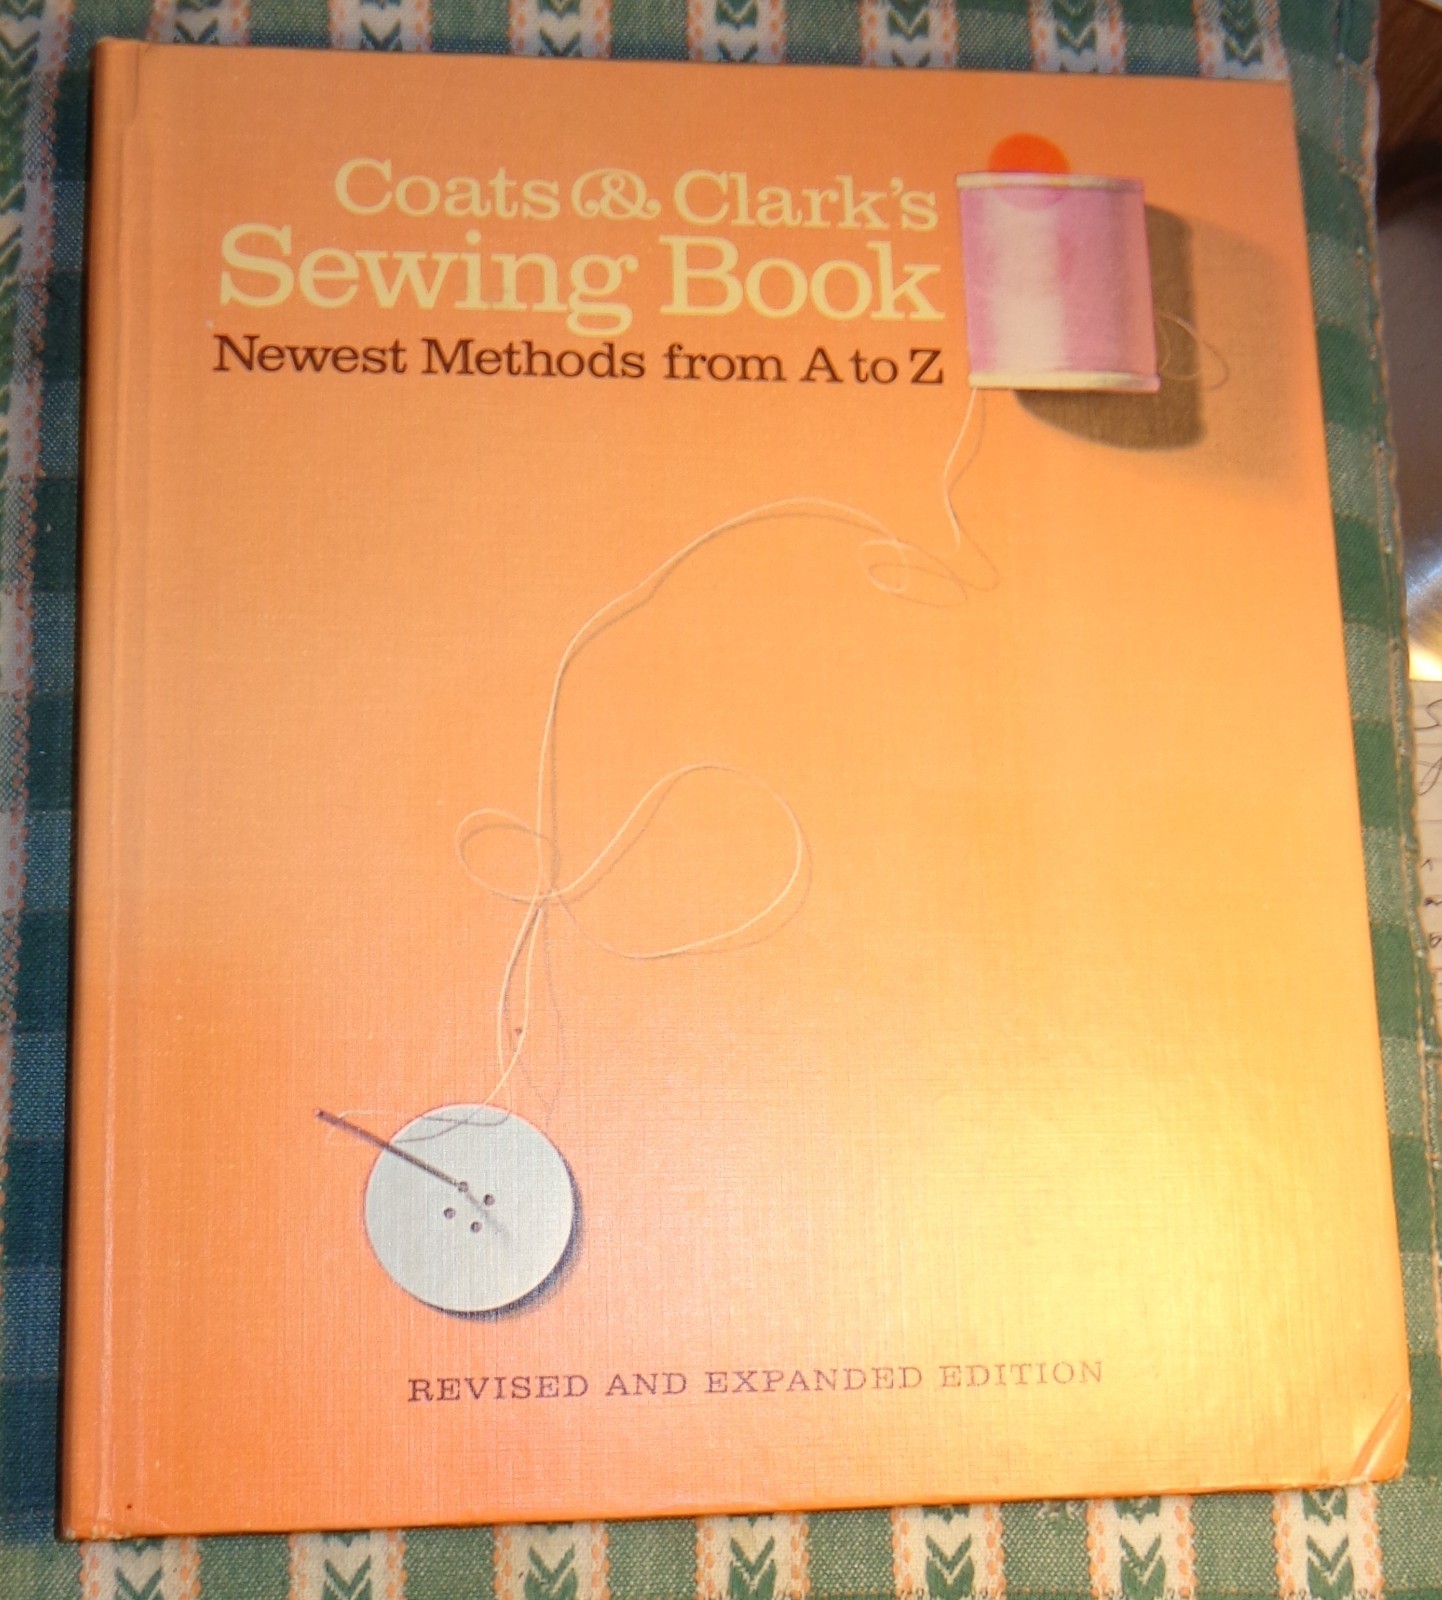 Coats & Clark's
Sewing Book
Newest Methods from A to Z
REVISED AND EXPANDED EDITION